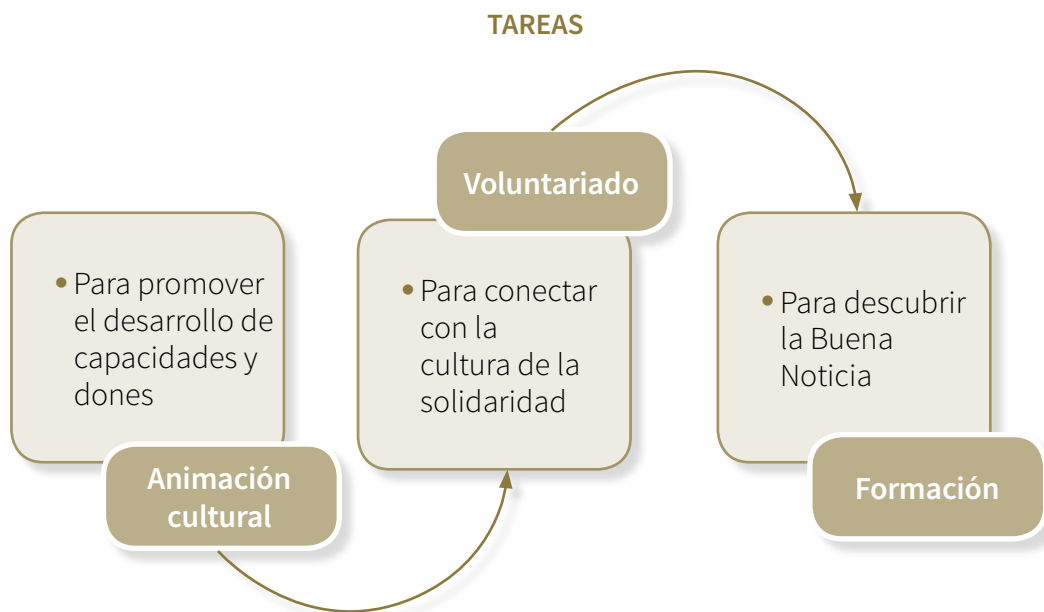 TAREAS
• Para promover
el desarrollo de
capacidades y
dones
Animación
cultural
Voluntariado
• Para conectar
con la
cultura de la
solidaridad
• Para descubrir
la Buena
Noticia
Formación